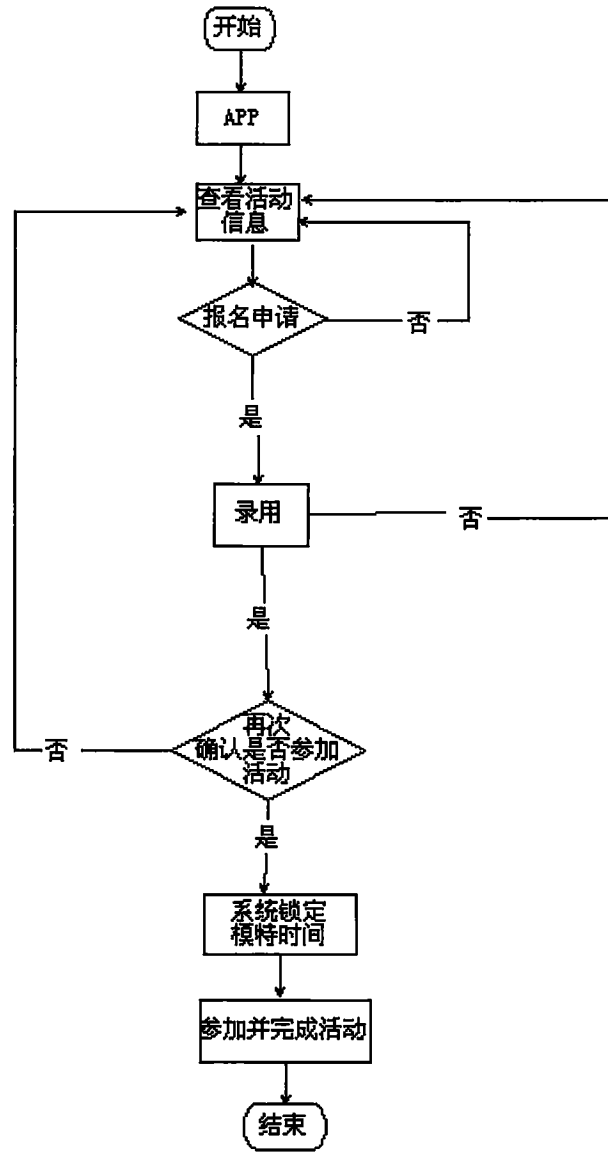 开始
APP
查看活动
信息
报名申请
否
是
录用
否
是
再次
确认是否参加
活动
否
是
系统锁定
模特时间
参加并完成活动
结束